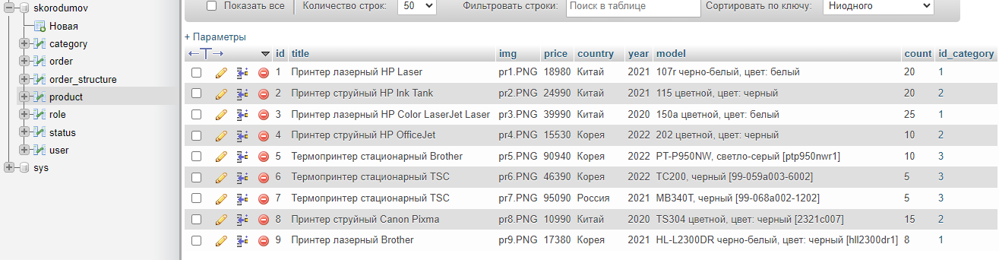 skorodumov
Новая
category
order
order_structure
product
role
status
user
sys
Показать все Количество строк: 50 Фильтровать строки: Поиск в таблице Сортировать по ключу: Ниодного
+ Параметры
←T→ id title img price country year model count id_category
1 Принтер лазерный HP Laser pr1.PNG 18980 Китай 2021 107r черно-белый, цвет: белый 20 1
2 Принтер струйный HP Ink Tank pr2.PNG 24990 Китай 2021 115 цветной, цвет: черный 20 2
3 Принтер лазерный HP Color LaserJet Laser pr3.PNG 39990 Китай 2020 150a цветной, цвет: белый 25 1
4 Принтер струйный HP OfficeJet pr4.PNG 15530 Корея 2022 202 цветной, цвет: черный 10 2
5 Термопринтер стационарный Brother pr5.PNG 90940 Корея 2022 PT-P950NW, светло-серый [ptp950nwr1] 10 3
6 Термопринтер стационарный TSC pr6.PNG 46390 Корея 2022 TC200, черный [99-059a003-6002] 5 3
7 Термопринтер стационарный TSC pr7.PNG 95090 Россия 2021 MB340T, черный [99-068a002-1202] 5 3
8 Принтер струйный Canon Pixma pr8.PNG 10990 Китай 2020 TS304 цветной, цвет: черный [2321c007] 15 2
9 Принтер лазерный Brother pr9.PNG 17380 Корея 2021 HL-L2300DR черно-белый, цвет: черный [hll2300dr1] 8 1